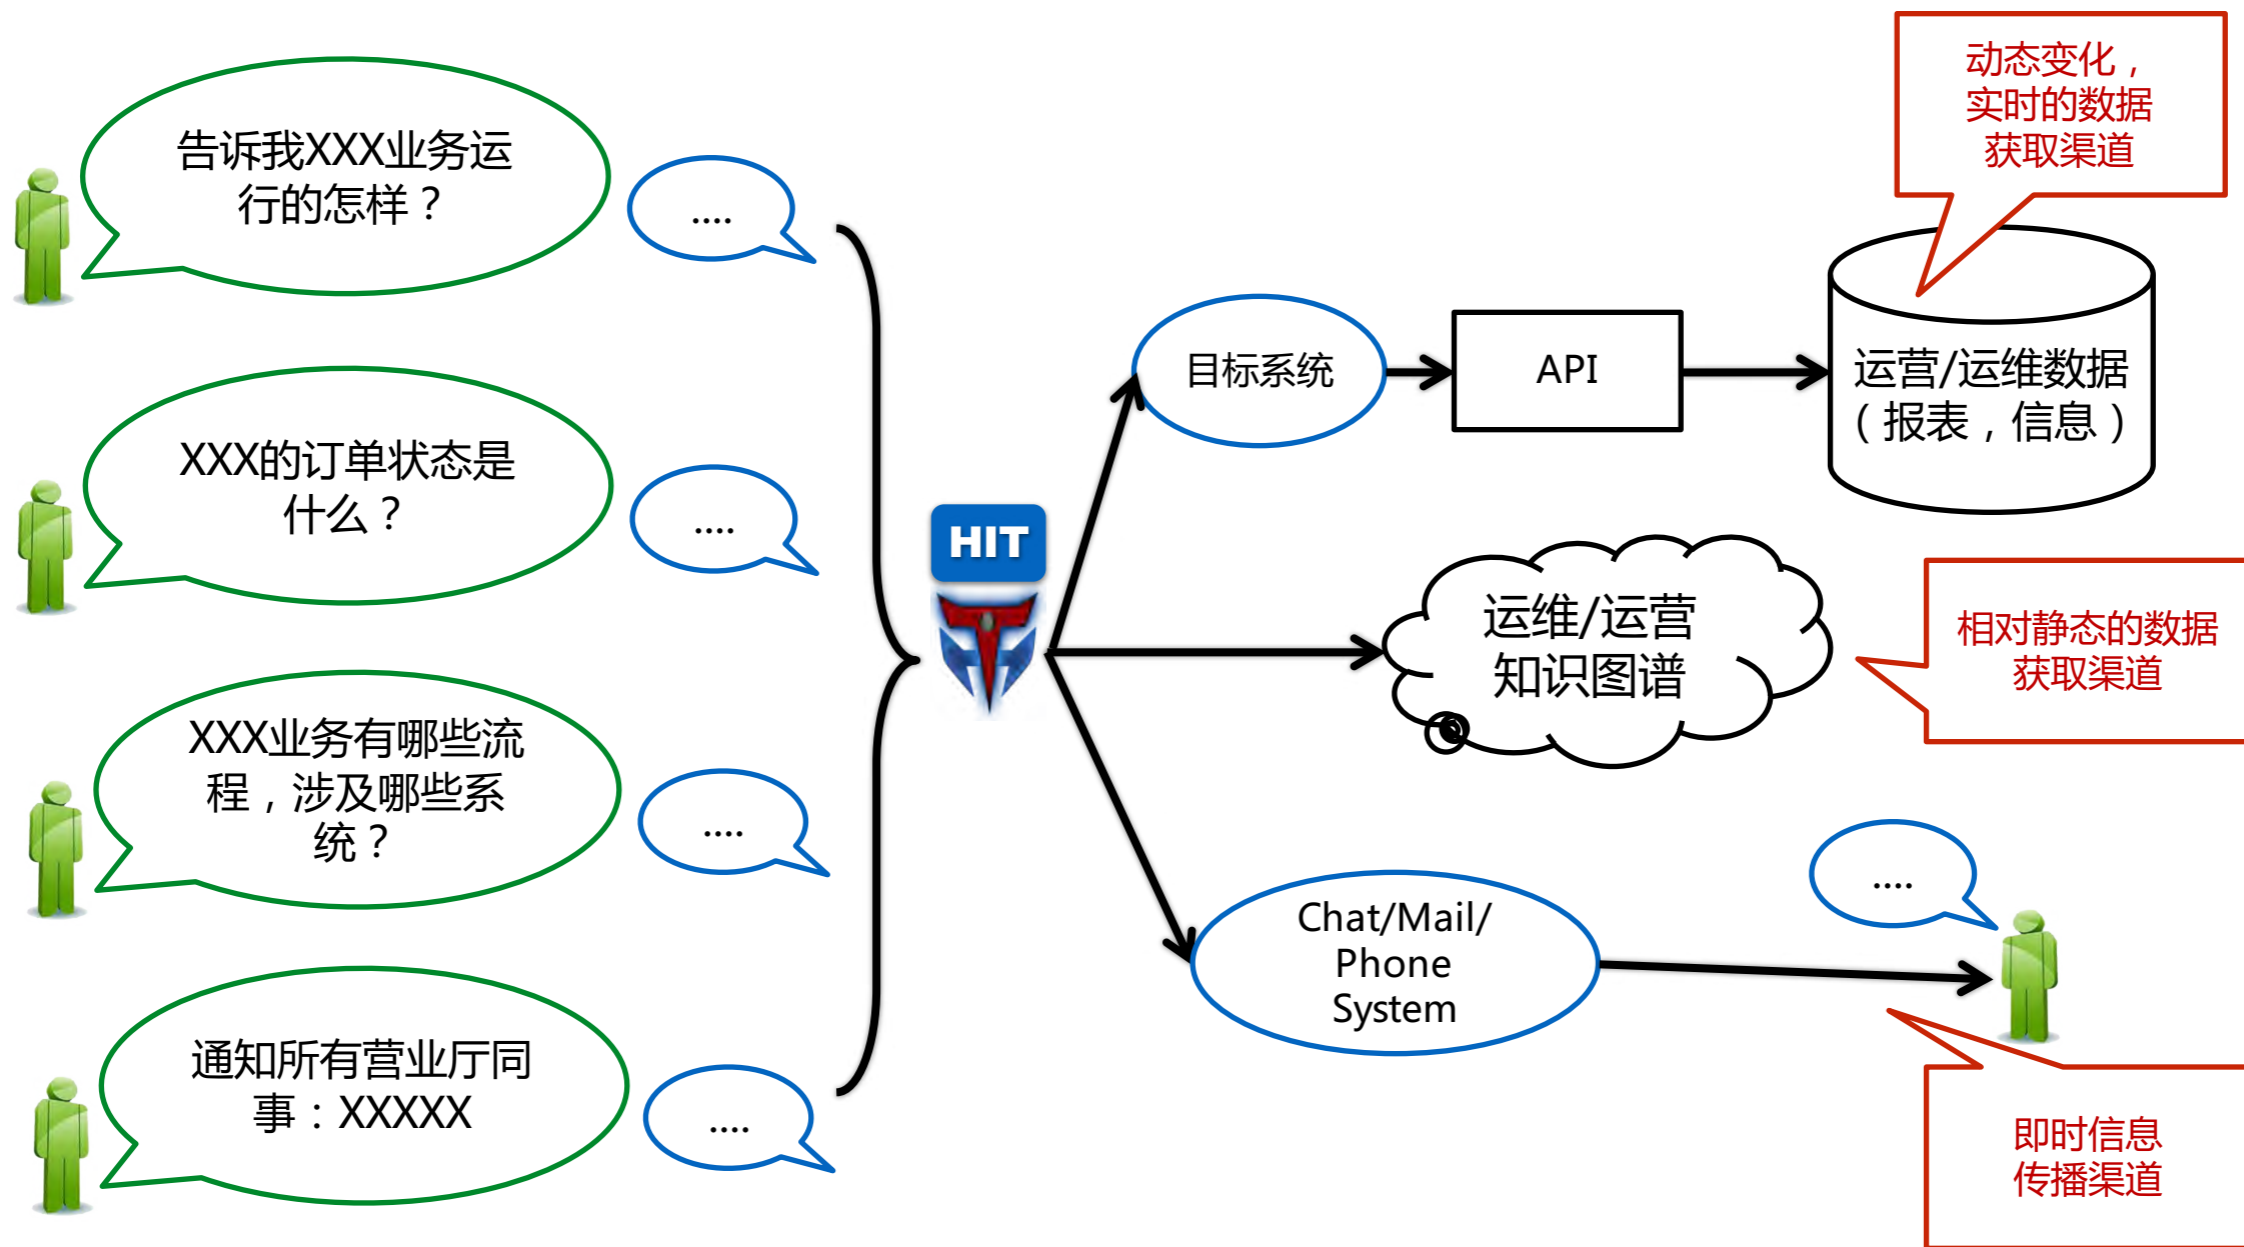 告诉我XXX业务运
行的怎样？
....
XXX的订单状态是
什么？
....
XXX业务有哪些流
程，涉及哪些系
统？
....
通知所有营业厅同
事：XXXXX
....
HIT
目标系统
API
动态变化，
实时的数据
获取渠道
运营/运维数据
（报表，信息）
运维/运营
知识图谱
相对静态的数据
获取渠道
Chat/Mail/
Phone
System
....
即时信息
传播渠道